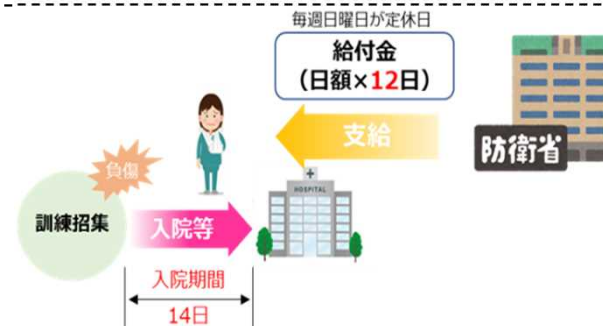 毎週日曜日が定休日
給付金
（日額×12日）
支給
防衛省
負傷
訓練招集
入院等
HOSPITAL
入院期間
14日